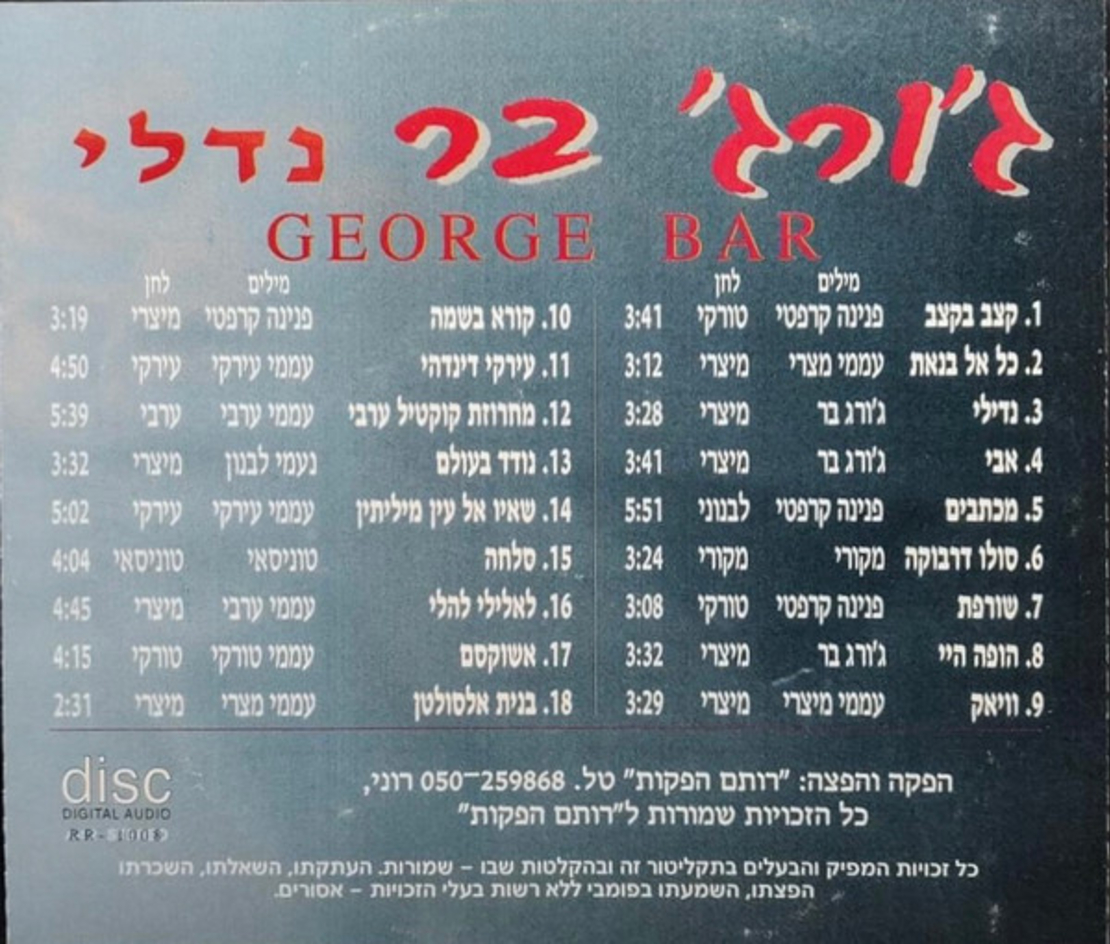 ג'ורג' בר נדלי
GEORGE BAR
מילים לחן
1. קצב בקצב פנינה קרפטי טורקי 3:41
2. כל אל בנאת עממי מצרי מיצרי 3:12
3. נדילי ג'ורג בר מיצרי 3:28
4. אבי ג'ורג בר מיצרי 3:41
5. מכתבים פנינה קרפטי לבנוני 5:51
6. סולו דרבוקה מקורי מקורי 3:24
7. שורפת פנינה קרפטי טורקי 3:08
8. הופה היי ג'ורג בר מיצרי 3:32
9. וויאק עממי מיצרי מיצרי 3:29
מילים לחן
10. קורא בשמה פנינה קרפטי מיצרי 3:19
11. עירקי דינדהי עממי עירקי עירקי 4:50
12. מחרוזת קוקטיל ערבי עממי ערבי ערבי 5:39
13. נודד בעולם נעמי לבנון מיצרי 3:32
14. שאיו אל עין מיליתין עממי עירקי עירקי 5:02
15. סלחה טוניסאי טוניסאי 4:04
16. לאלילי להלי עממי ערבי מיצרי 4:45
17. אשוקסם עממי טורקי טורקי 4:15
18. בנית אלסולטן עממי מצרי מיצרי 2:31
הפקה והפצה: "רותם הפקות" טל. 050-259868 רוני,
כל הזכויות שמורות ל"רותם הפקות"
disc
DIGITAL AUDIO
RR-1008
כל זכויות המפיק והבעלים בתקליטור זה ובהקלטות שבו – שמורות. העתקתו, השאלתו, השכרתו
הפצתו, השמעתו בפומבי ללא רשות בעלי הזכויות – אסורים.